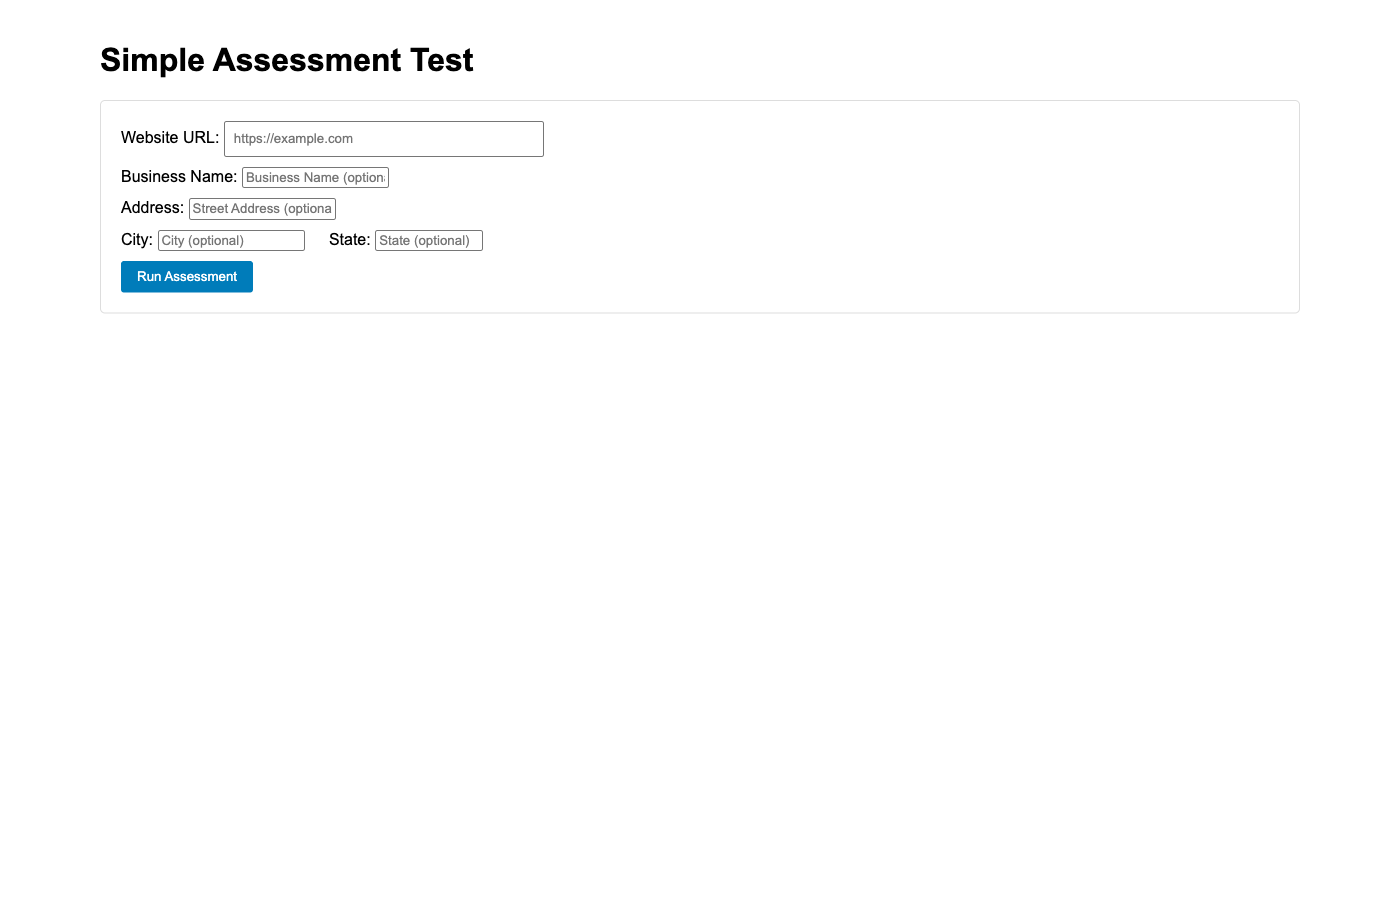 Simple Assessment Test
Website URL: https://example.com
Business Name: Business Name (option
Address: Street Address (optiona
City: City (optional) State: State (optional)
Run Assessment